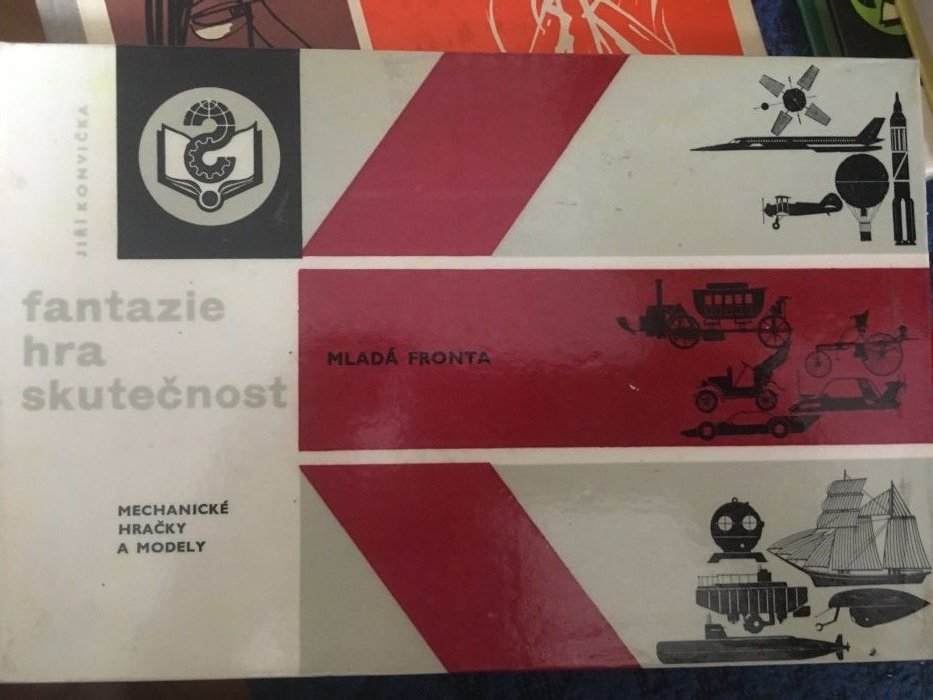 JIŘÍ KONVIČKA
fantazie
hra
skutečnost
MLADÁ FRONTA
MECHANICKÉ
HRAČKY
A MODELY